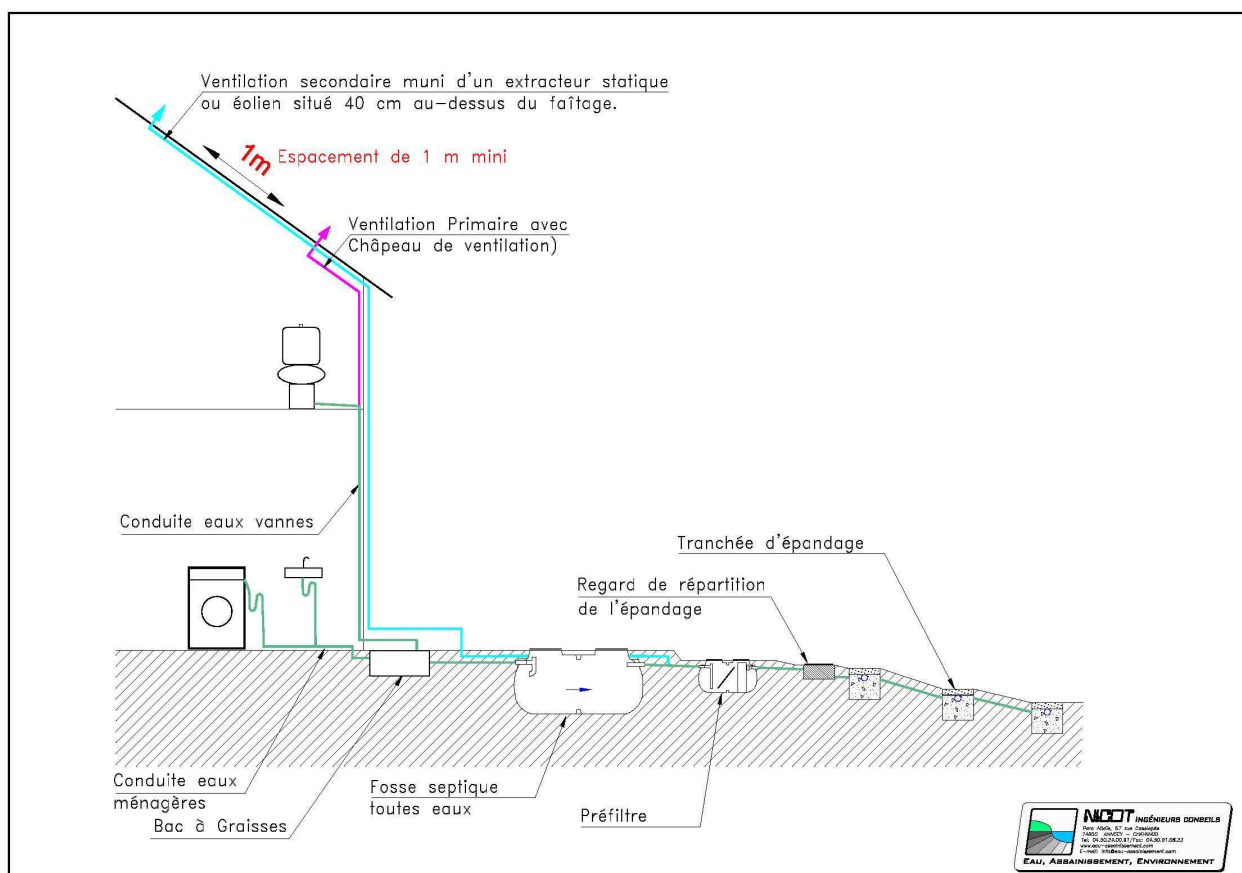 Ventilation secondaire muni d'un extracteur statique
ou éolien situé 40 cm au-dessus du faîtage.
1m
Espacement de 1 m mini
Ventilation Primaire avec
Châpeau de ventilation)
Conduite eaux vannes
Tranchée d'épandage
Regard de répartition
de l'épandage
Conduite eaux
ménagères
Bac à Graisses
Fosse septique
toutes eaux
Préfiltre
NICOT INGÉNIEURS CONSEILS
EAU, ASSAINISSEMENT, ENVIRONNEMENT